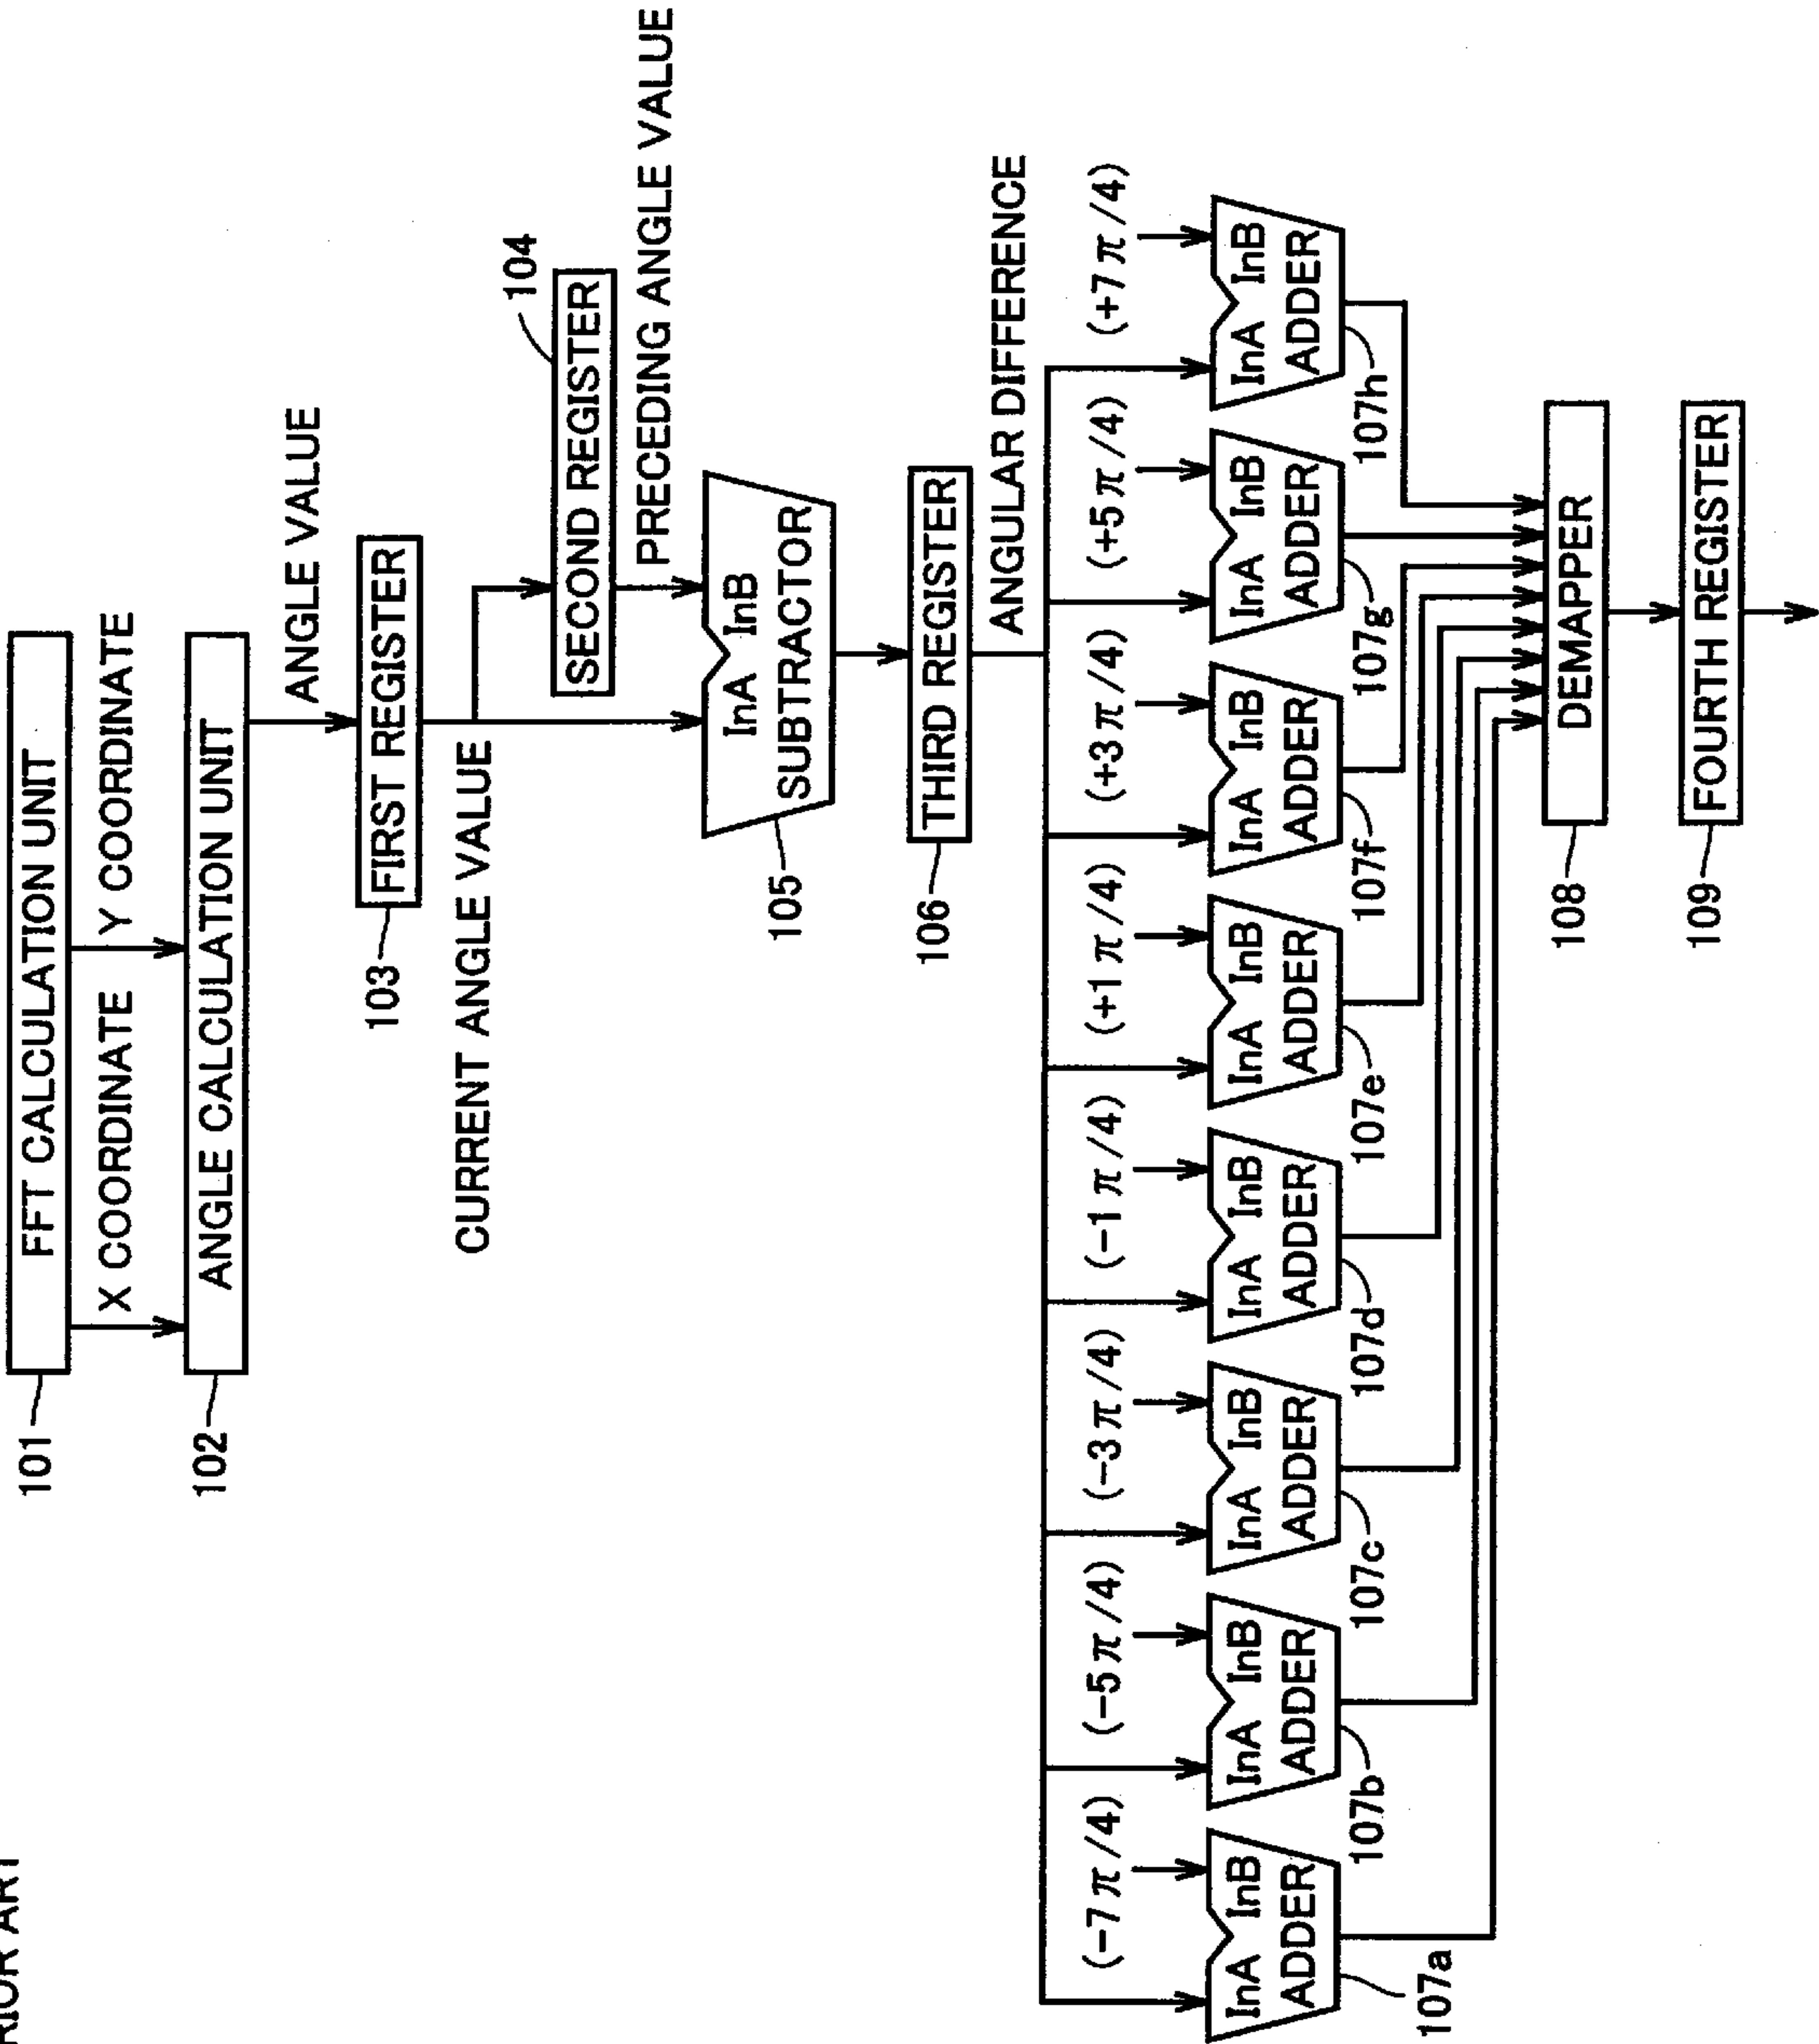 RIOR ART
101
FFT CALCULATION UNIT
X COORDINATE
Y COORDINATE
102
ANGLE CALCULATION UNIT
ANGLE VALUE
103
FIRST REGISTER
104
SECOND REGISTER
CURRENT ANGLE VALUE
PRECEDING ANGLE VALUE
InA InB
SUBTRACTOR
105
106
THIRD REGISTER
ANGULAR DIFFERENCE
(-7π/4)
(-5π/4)
(-3π/4)
(-1π/4)
(+1π/4)
(+3π/4)
(+5π/4)
(+7π/4)
InA InB
ADDER
InA InB
ADDER
InA InB
ADDER
InA InB
ADDER
InA InB
ADDER
InA InB
ADDER
InA InB
ADDER
InA InB
ADDER
107a
107b
107c
107d
107e
107f
107g
107h
108
DEMAPPER
109
FOURTH REGISTER